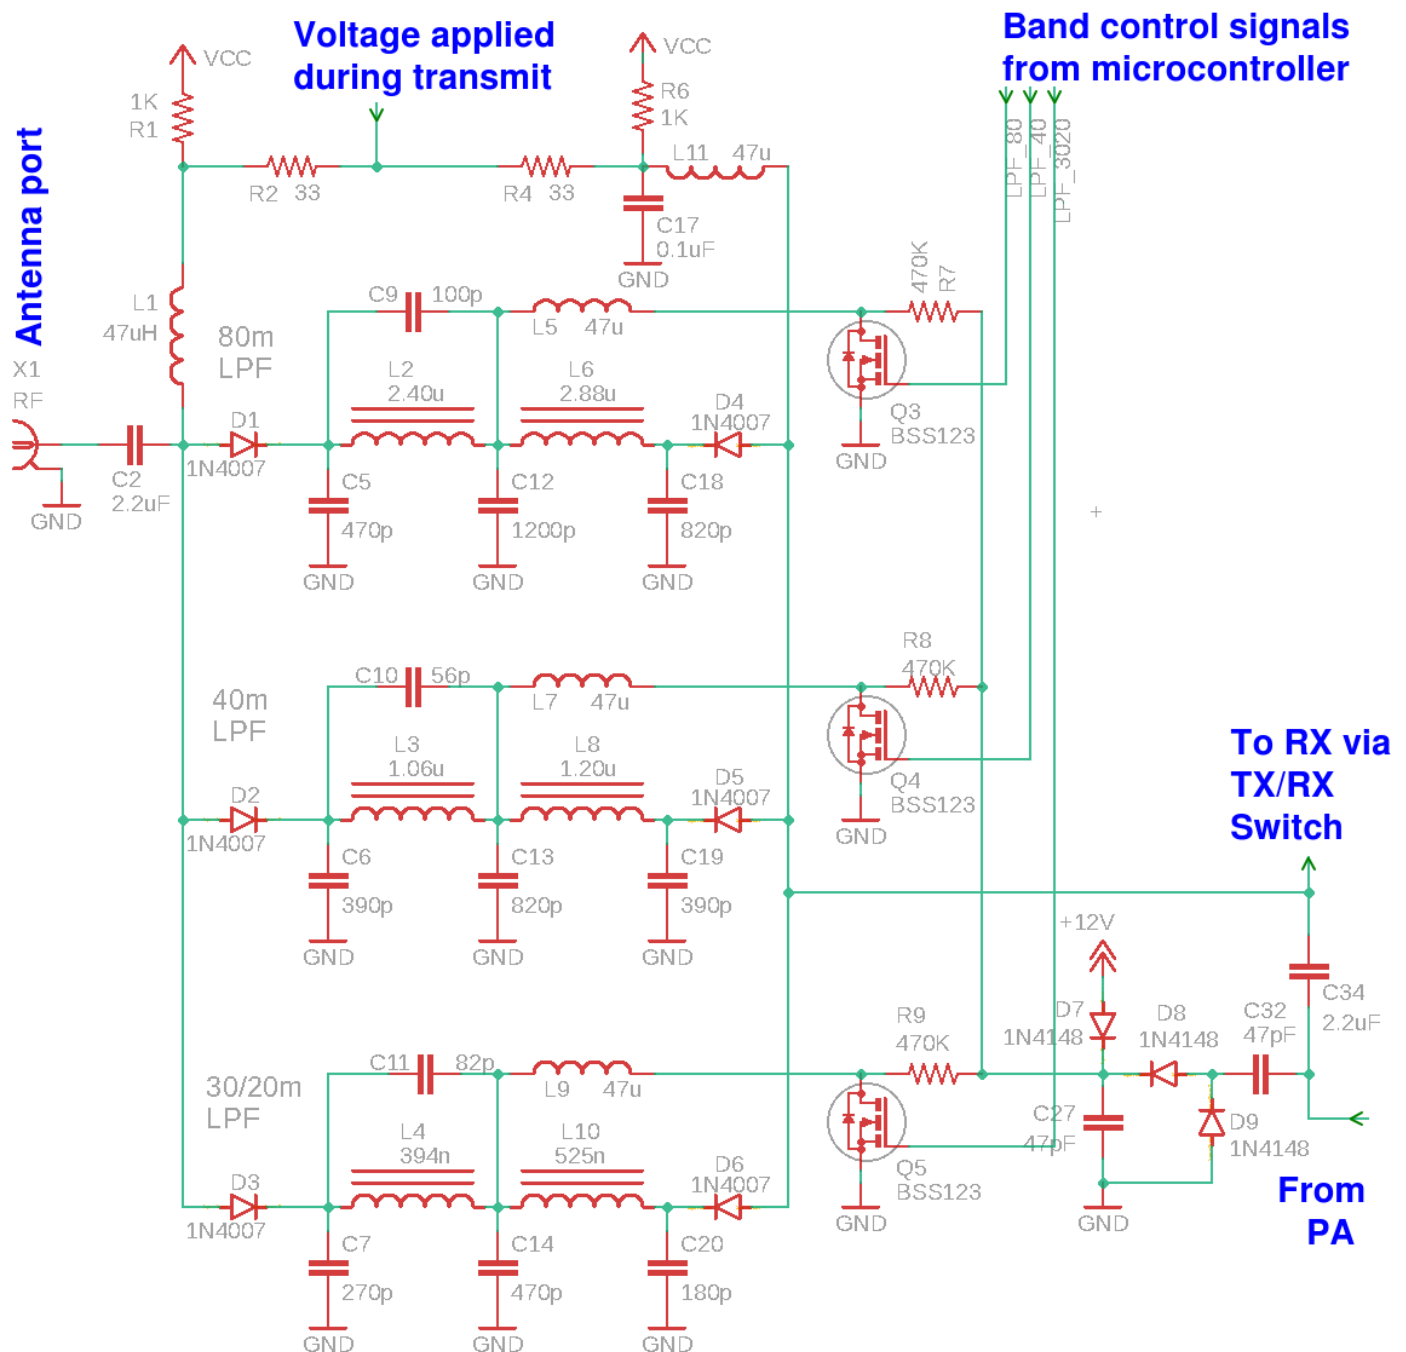 Voltage applied
during transmit
Band control signals
from microcontroller
VCC
VCC
1K
R1
R6
1K
R2 33
R4 33
L11 47u
C17
0.1uF
GND
LPF_80
LPF_40
LPF_3020
Antenna port
X1
RF
GND
C2
2.2uF
L1
47uH
80m
LPF
C9 100p
L5 47u
470K
R7
L2
2.40u
L6
2.88u
D1
1N4007
D4
1N4007
Q3
BSS123
GND
C5
470p
GND
C12
1200p
GND
C18
820p
GND
40m
LPF
C10 56p
L7 47u
R8
470K
L3
1.06u
L8
1.20u
D2
1N4007
D5
1N4007
Q4
BSS123
GND
C6
390p
GND
C13
820p
GND
C19
390p
GND
To RX via
TX/RX
Switch
+12V
C34
2.2uF
30/20m
LPF
C11 82p
L9 47u
R9
470K
D7
1N4148
D8
1N4148
C32
47pF
L4
394n
L10
525n
D3
1N4007
D6
1N4007
Q5
BSS123
GND
C27
47pF
GND
D9
1N4148
From
PA
C7
270p
GND
C14
470p
GND
C20
180p
GND